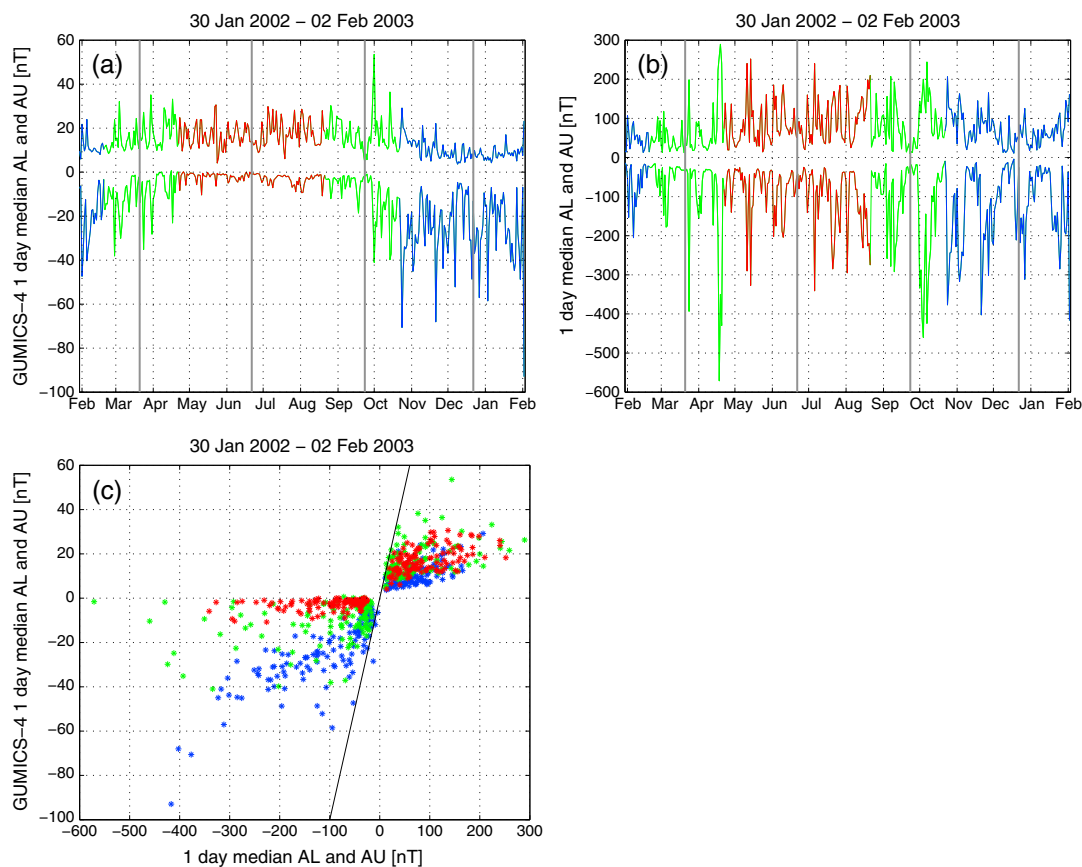 30 Jan 2002 − 02 Feb 2003
(a)
GUMICS−4 1 day median AL and AU [nT]
60
40
20
0
−20
−40
−60
−80
−100
Feb Mar Apr May Jun Jul Aug Sep Oct Nov Dec Jan Feb
30 Jan 2002 − 02 Feb 2003
(b)
1 day median AL and AU [nT]
300
200
100
0
−100
−200
−300
−400
−500
−600
Feb Mar Apr May Jun Jul Aug Sep Oct Nov Dec Jan Feb
30 Jan 2002 − 02 Feb 2003
(c)
GUMICS−4 1 day median AL and AU [nT]
60
40
20
0
−20
−40
−60
−80
−100
−600 −500 −400 −300 −200 −100 0 100 200 300
1 day median AL and AU [nT]